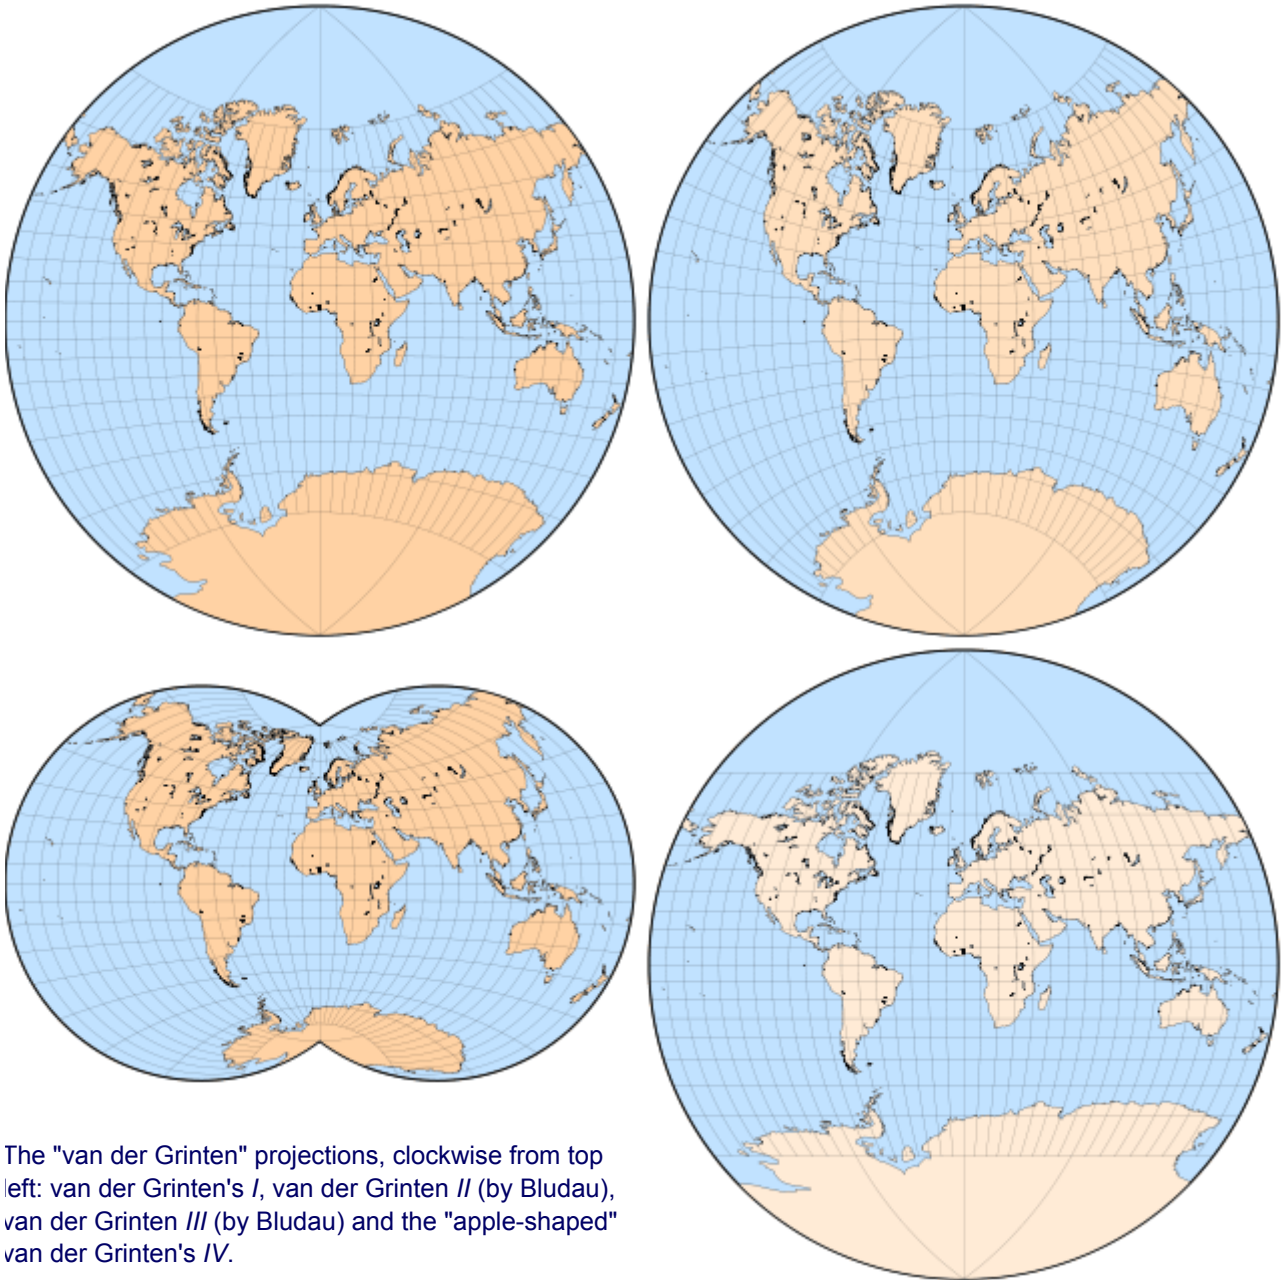 The "van der Grinten" projections, clockwise from top
left: van der Grinten's I, van der Grinten II (by Bludau),
van der Grinten III (by Bludau) and the "apple-shaped"
van der Grinten's IV.